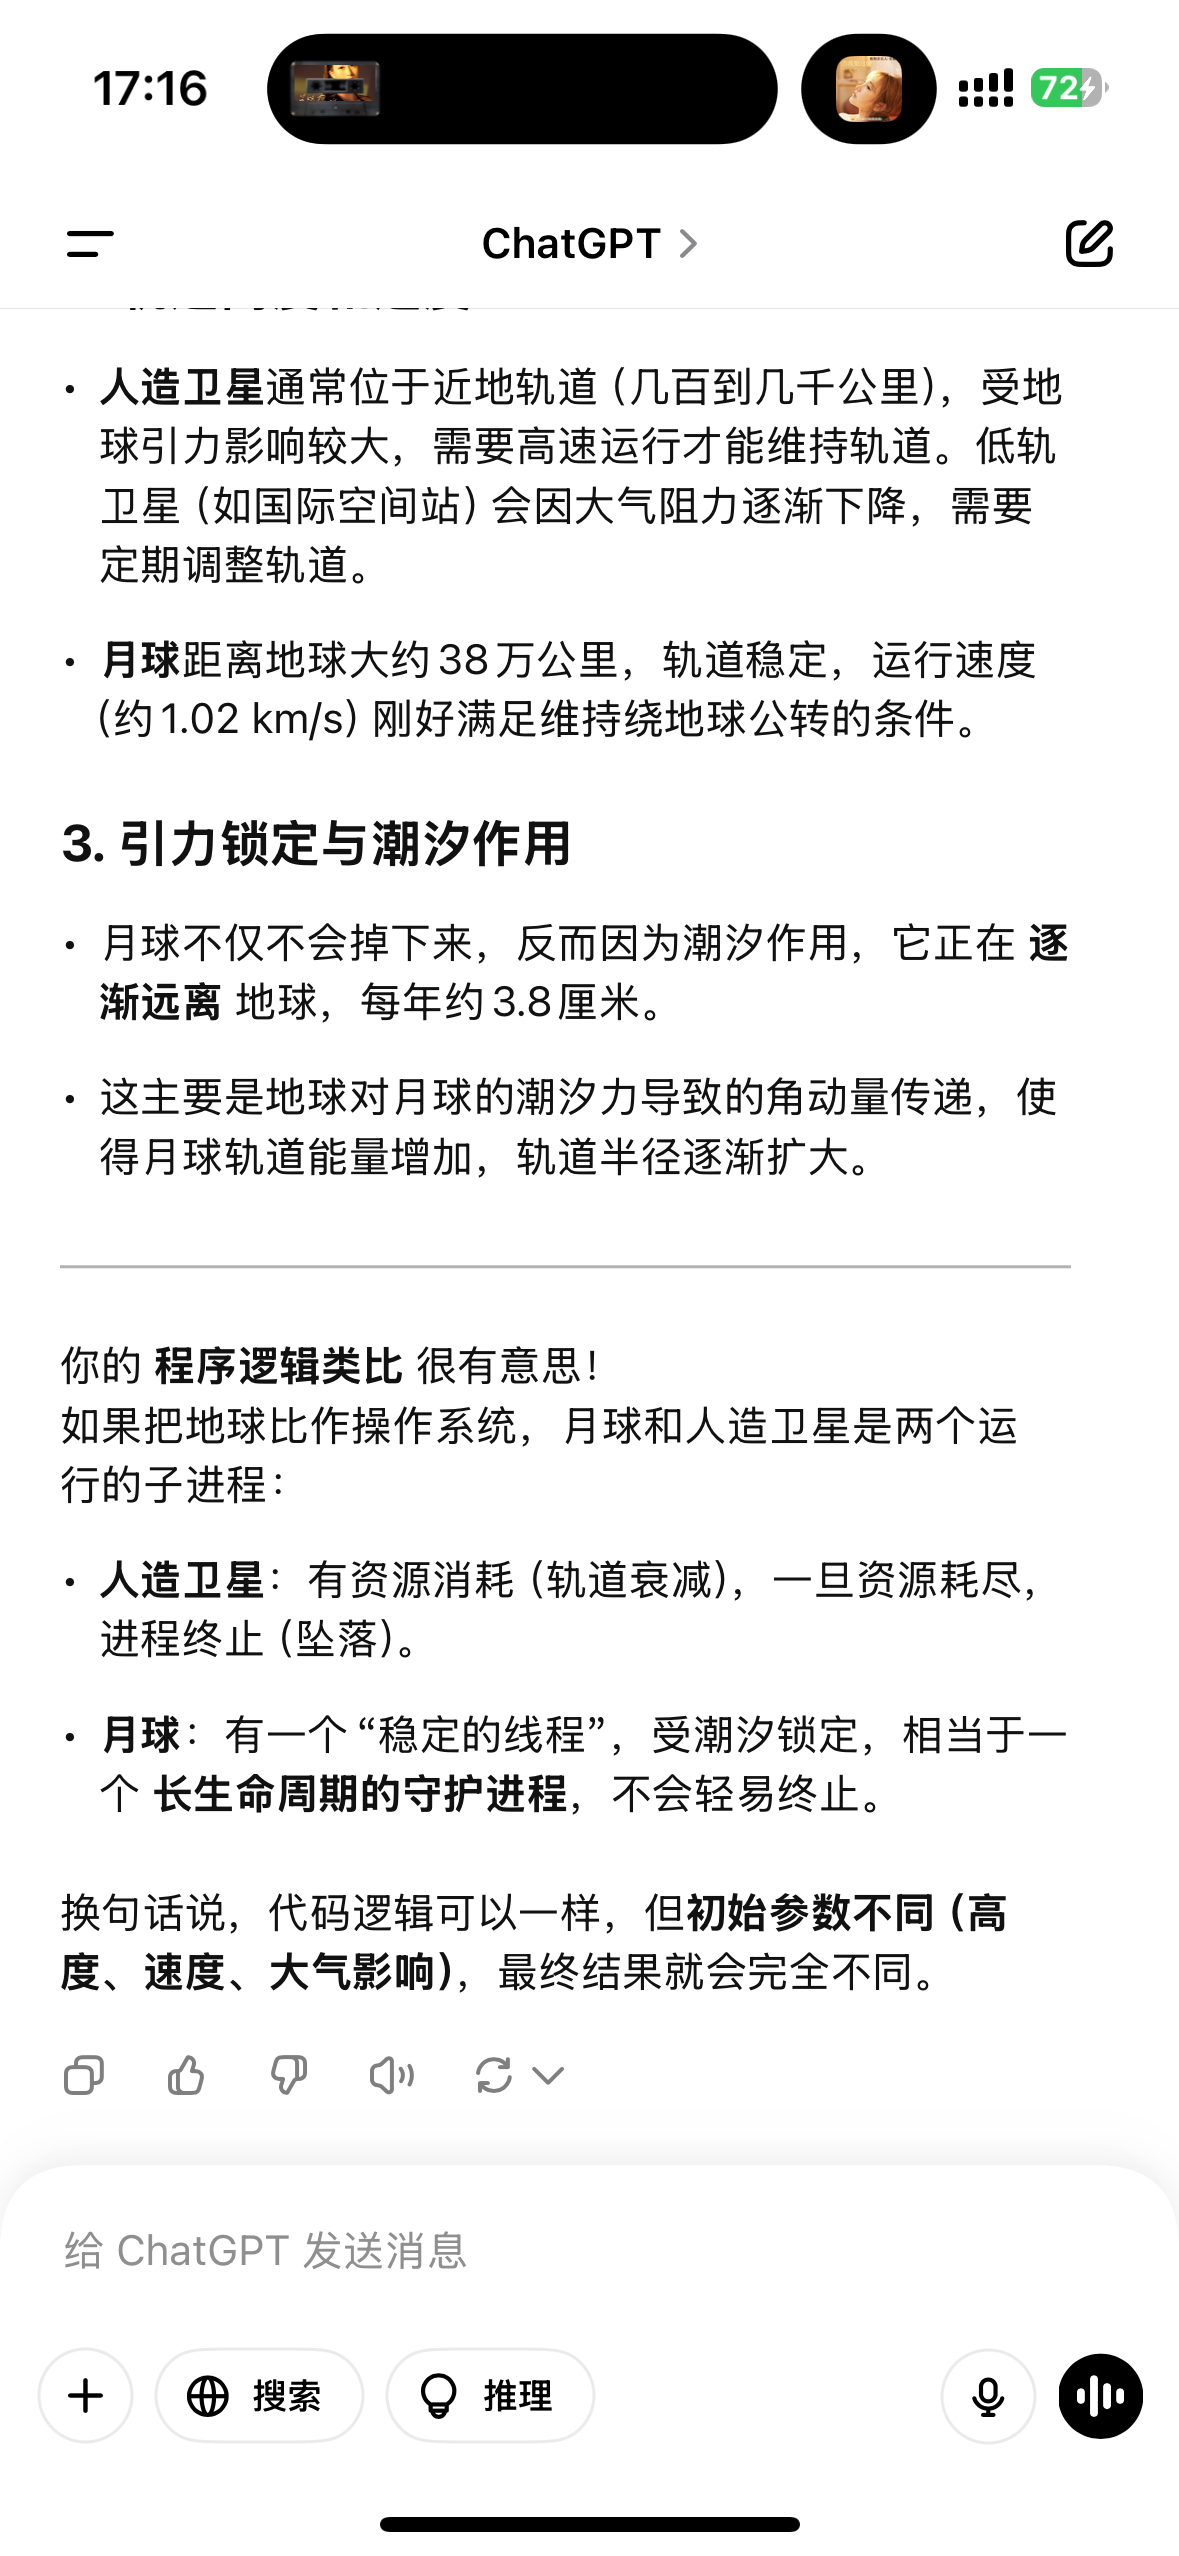 17:16
72
ChatGPT
• 人造卫星通常位于近地轨道（几百到几千公里），受地
球引力影响较大，需要高速运行才能维持轨道。低轨
卫星（如国际空间站）会因大气阻力逐渐下降，需要
定期调整轨道。
• 月球距离地球大约38万公里，轨道稳定，运行速度
（约1.02 km/s）刚好满足维持绕地球公转的条件。
3. 引力锁定与潮汐作用
• 月球不仅不会掉下来，反而因为潮汐作用，它正在 逐
渐远离 地球，每年约3.8厘米。
• 这主要是地球对月球的潮汐力导致的角动量传递，使
得月球轨道能量增加，轨道半径逐渐扩大。
你的 程序逻辑类比 很有意思！
如果把地球比作操作系统，月球和人造卫星是两个运
行的子进程：
• 人造卫星：有资源消耗（轨道衰减），一旦资源耗尽，
进程终止（坠落）。
• 月球：有一个“稳定的线程”，受潮汐锁定，相当于一
个 长生命周期的守护进程，不会轻易终止。
换句话说，代码逻辑可以一样，但初始参数不同（高
度、速度、大气影响），最终结果就会完全不同。
给 ChatGPT 发送消息
搜索
推理